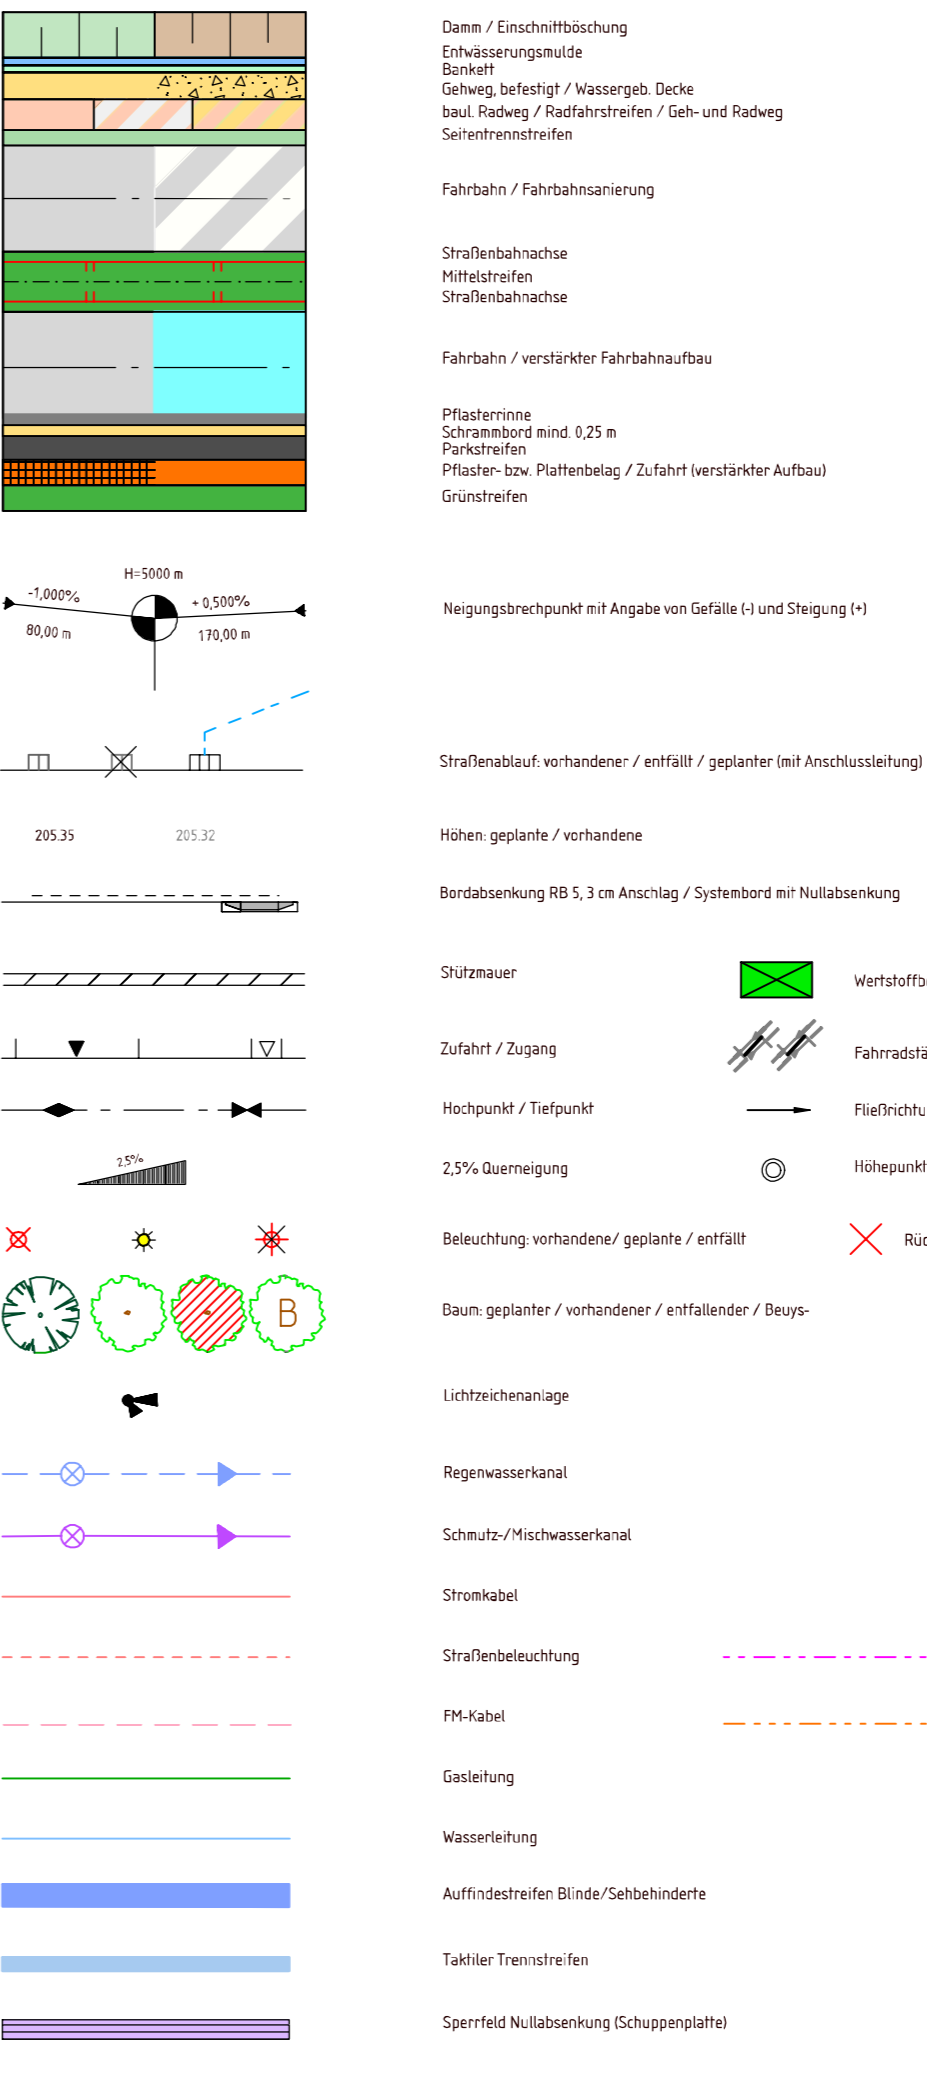 Damm / Einschnittböschung
Entwässerungsmulde
Bankett
Gehweg, befestigt / Wassergeb. Decke
baul. Radweg / Radfahrstreifen / Geh- und Radweg
Seitentrennstreifen
Fahrbahn / Fahrbahnsanierung
Straßenbahnachse
Mittelstreifen
Straßenbahnachse
Fahrbahn / verstärkter Fahrbahnaufbau
Pflasterrinne
Schrammbord mind. 0,25 m
Parkstreifen
Pflaster- bzw. Plattenbelag / Zufahrt (verstärkter Aufbau)
Grünstreifen
H=5000 m
-1,000%
+ 0,500%
80,00 m
170,00 m
Neigungsbrechpunkt mit Angabe von Gefälle (-) und Steigung (+)
Straßenablauf: vorhandener / entfällt / geplanter (mit Anschlussleitung)
205.35 205.32
Höhen: geplante / vorhandene
Bordabsenkung RB 5, 3 cm Anschlag / Systembord mit Nullabsenkung
Stützmauer
Wertstoffb
Zufahrt / Zugang
Fahrradstä
Hochpunkt / Tiefpunkt
Fließrichtu
2,5%
2,5% Querneigung
Höhepunkt
Beleuchtung: vorhandene/ geplante / entfällt
Rüc
B
Baum: geplanter / vorhandener / entfallender / Beuys-
Lichtzeichenanlage
Regenwasserkanal
Schmutz-/Mischwasserkanal
Stromkabel
Straßenbeleuchtung
FM-Kabel
Gasleitung
Wasserleitung
Auffindestreifen Blinde/Sehbehinderte
Taktiler Trennstreifen
Sperrfeld Nullabsenkung (Schuppenplatte)